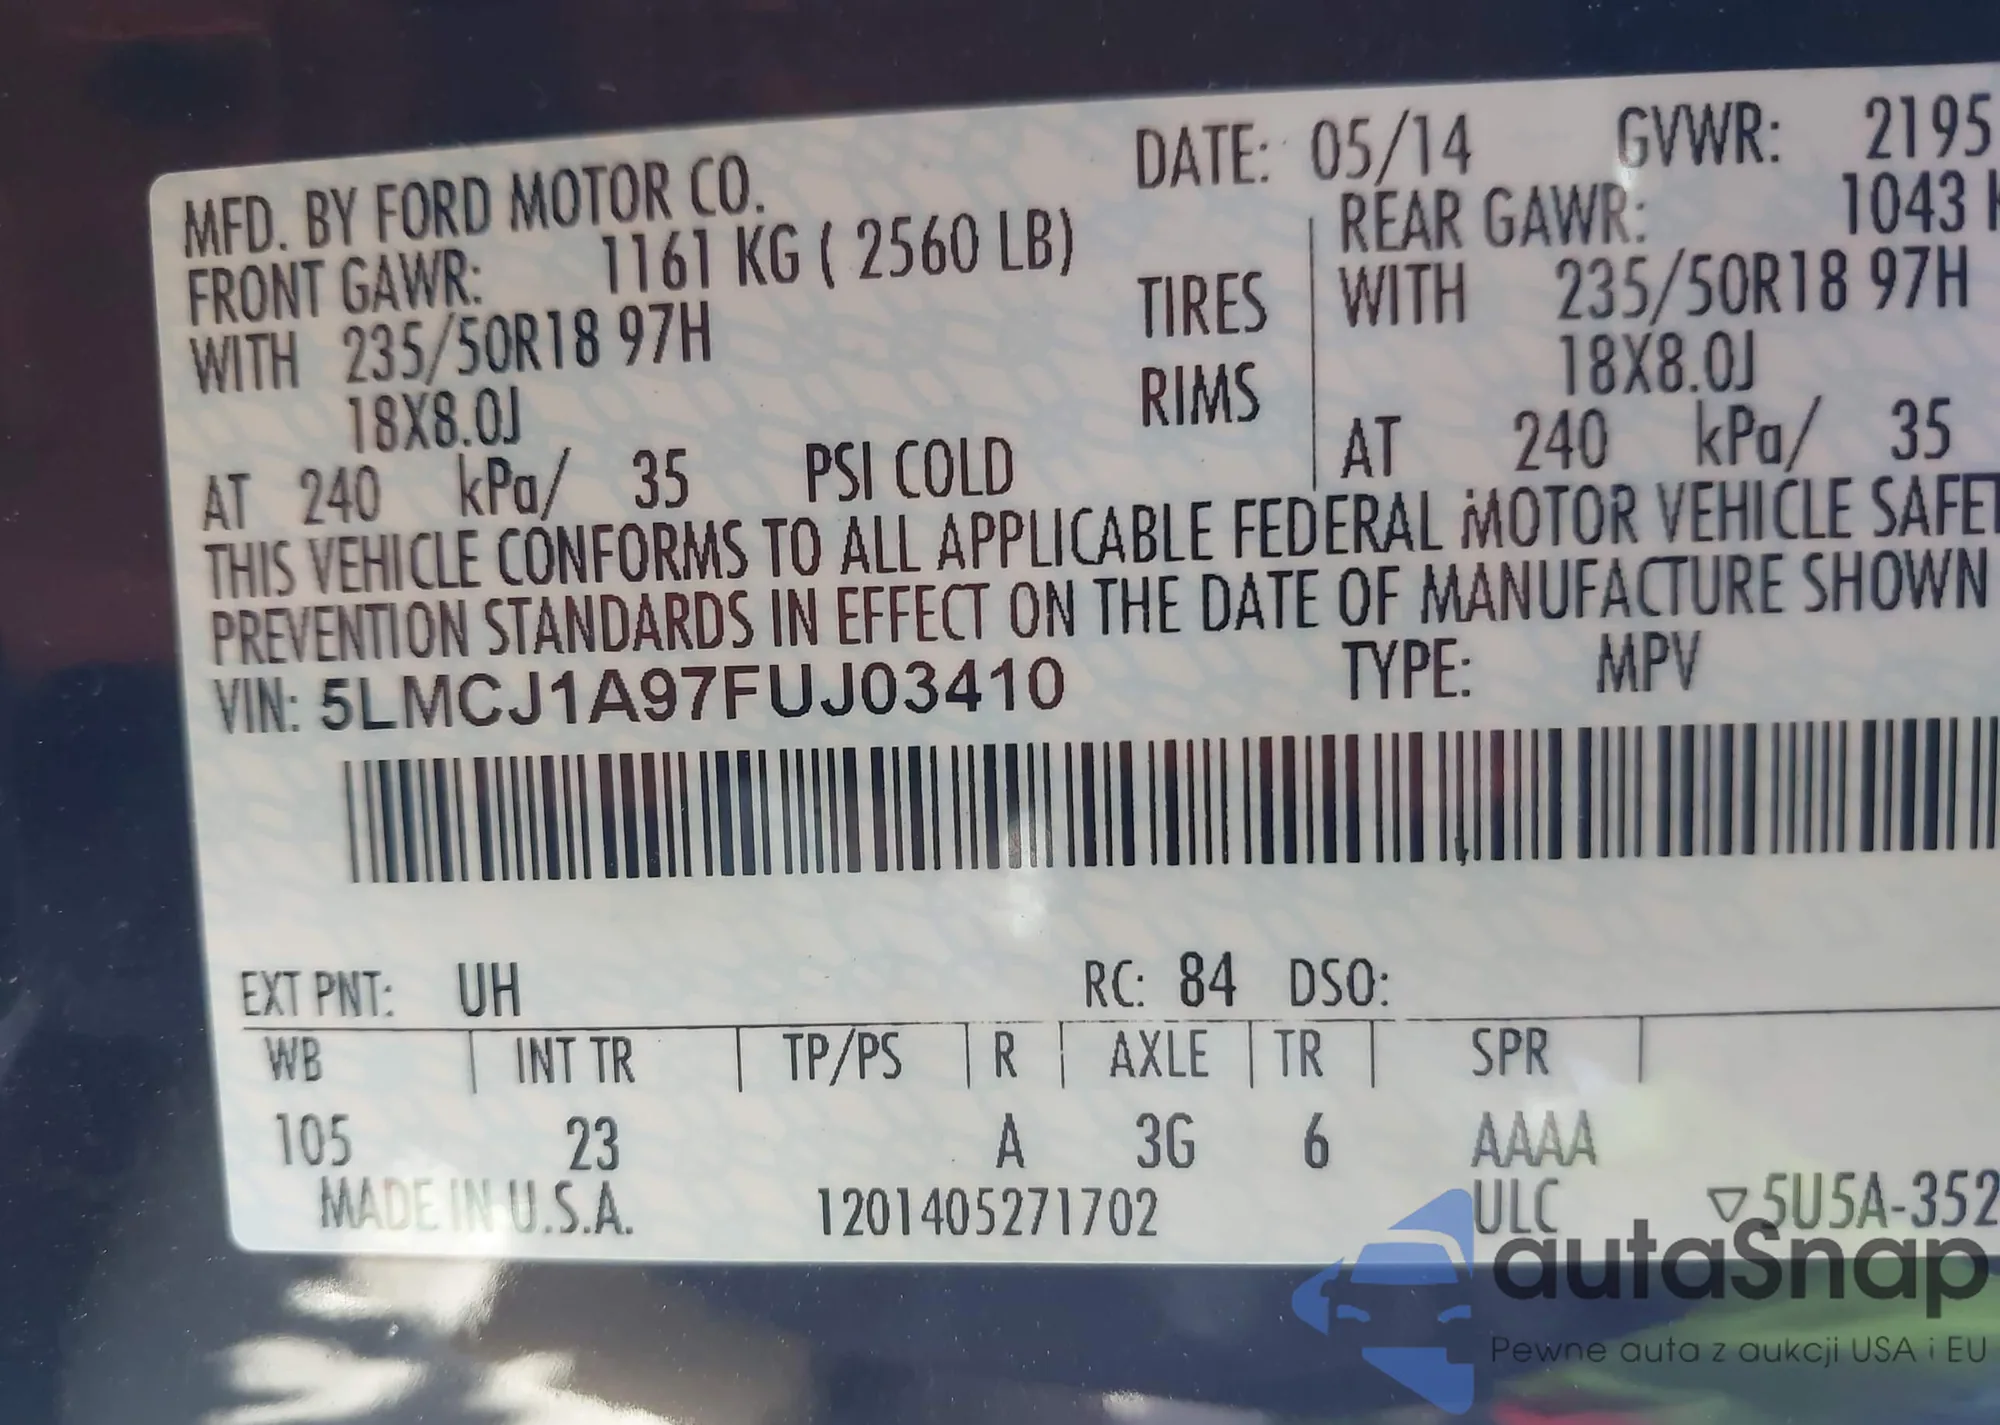 MFD. BY FORD MOTOR CO. DATE: 05/14 GVWR: 2195
FRONT GAWR: 1161 KG ( 2560 LB) REAR GAWR: 1043
WITH 235/50R18 97H TIRES WITH 235/50R18 97H
18X8.0J RIMS 18X8.0J
AT 240 kPa/ 35 PSI COLD AT 240 kPa/ 35
THIS VEHICLE CONFORMS TO ALL APPLICABLE FEDERAL MOTOR VEHICLE SAFET
PREVENTION STANDARDS IN EFFECT ON THE DATE OF MANUFACTURE SHOWN
VIN: 5LMCJ1A97FUJ03410 TYPE: MPV
EXT PNT: UH RC: 84 DSO:
WB INT TR TP/PS R AXLE TR SPR
105 23 A 3G 6 AAAA
MADE IN U.S.A. 1201405271702 ULC ▽5U5A-352
autaSnap
Pewne auta z aukcji USA i EU